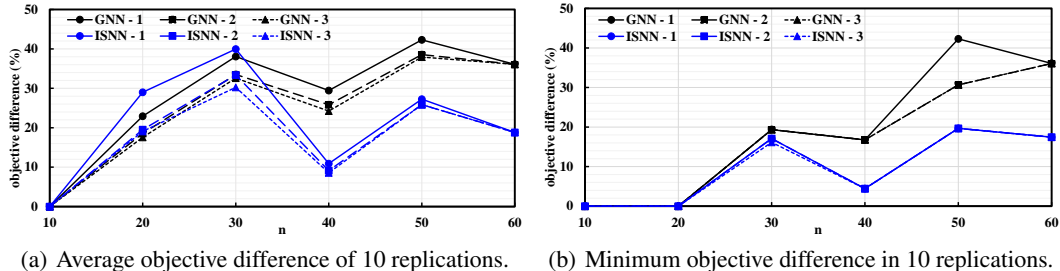 GNN - 1 GNN - 2 GNN - 3
ISNN - 1 ISNN - 2 ISNN - 3
objective difference (%)
50
40
30
20
10
0
10 20 30 40 50 60
n
(a) Average objective difference of 10 replications.
GNN - 1 GNN - 2 GNN - 3
ISNN - 1 ISNN - 2 ISNN - 3
objective difference (%)
50
40
30
20
10
0
10 20 30 40 50 60
n
(b) Minimum objective difference in 10 replications.